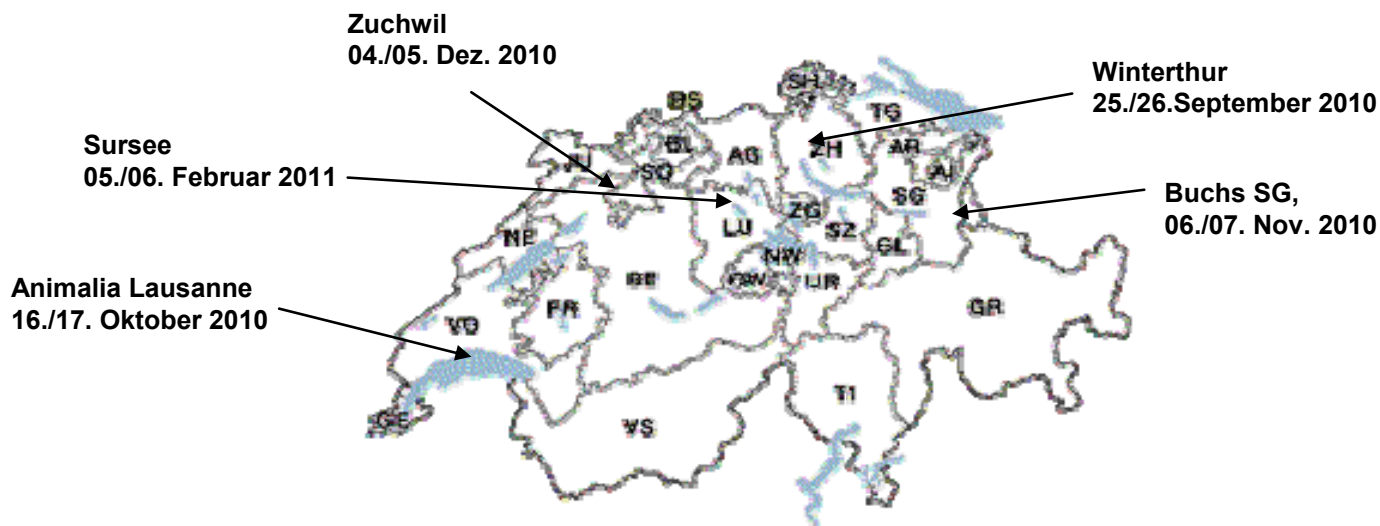 Zuchwil
04./05. Dez. 2010
Winterthur
25./26.September 2010
Sursee
05./06. Februar 2011
Buchs SG,
06./07. Nov. 2010
Animalia Lausanne
16./17. Oktober 2010
SH
BS
TG
BL
AG
ZH
AR
JU
SO
AI
SG
ZG
LU
SZ
NE
GL
NW
BE
OW
UR
GR
FR
VD
TI
GE
VS